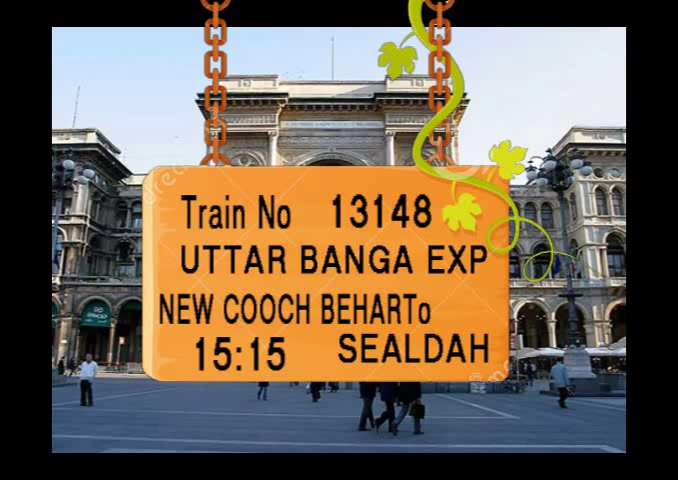 Train No 13148
UTTAR BANGA EXP
NEW COOCH BEHARTo
15:15 SEALDAH